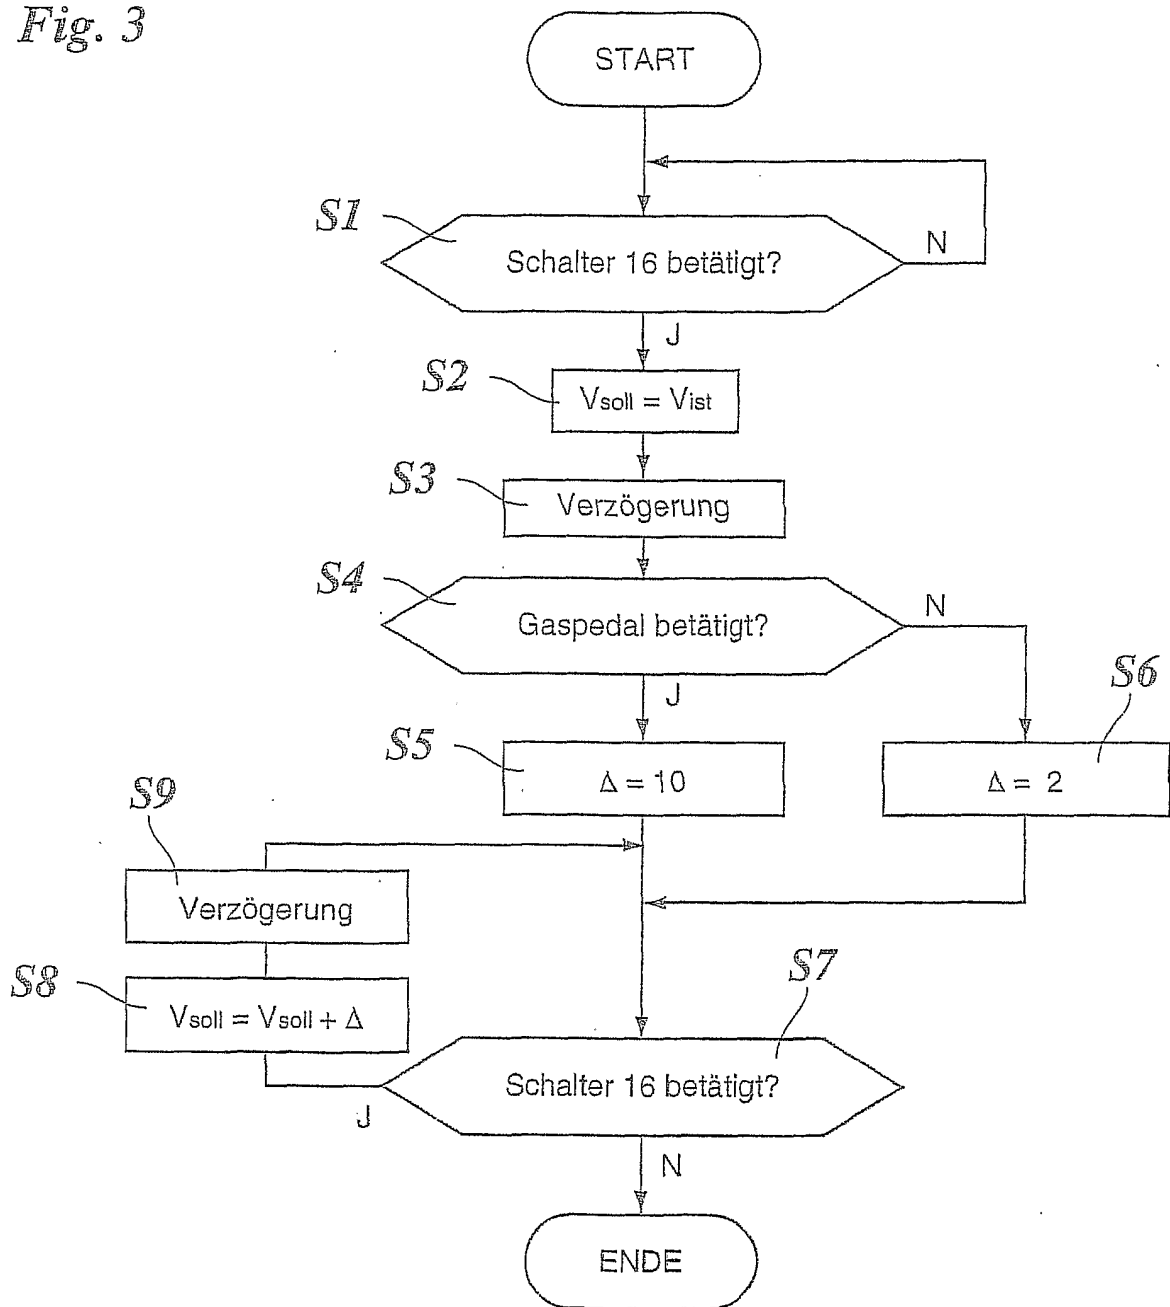 Fig. 3
START
S1
Schalter 16 betätigt?
N
J
S2
Vsoll = Vist
S3
Verzögerung
S4
Gaspedal betätigt?
N
J
S5
Δ = 10
S6
Δ = 2
S9
Verzögerung
S8
Vsoll = Vsoll + Δ
S7
Schalter 16 betätigt?
J
N
ENDE